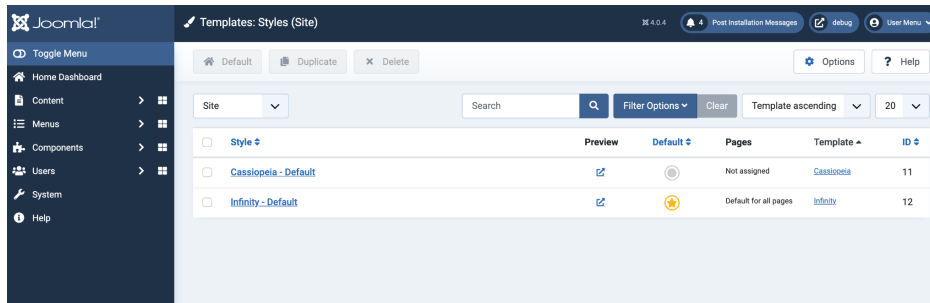 Joomla!
Templates: Styles (Site)
4.0.4
4 Post Installation Messages
debug
User Menu
Toggle Menu
Home Dashboard
Content
Menus
Components
Users
System
Help
Default
Duplicate
Delete
Options
? Help
Site
Search
Filter Options
Clear
Template ascending
20
Style Preview Default Pages Template ID
Cassiopeia - Default Not assigned Cassiopeia 11
Infinity - Default Default for all pages Infinity 12